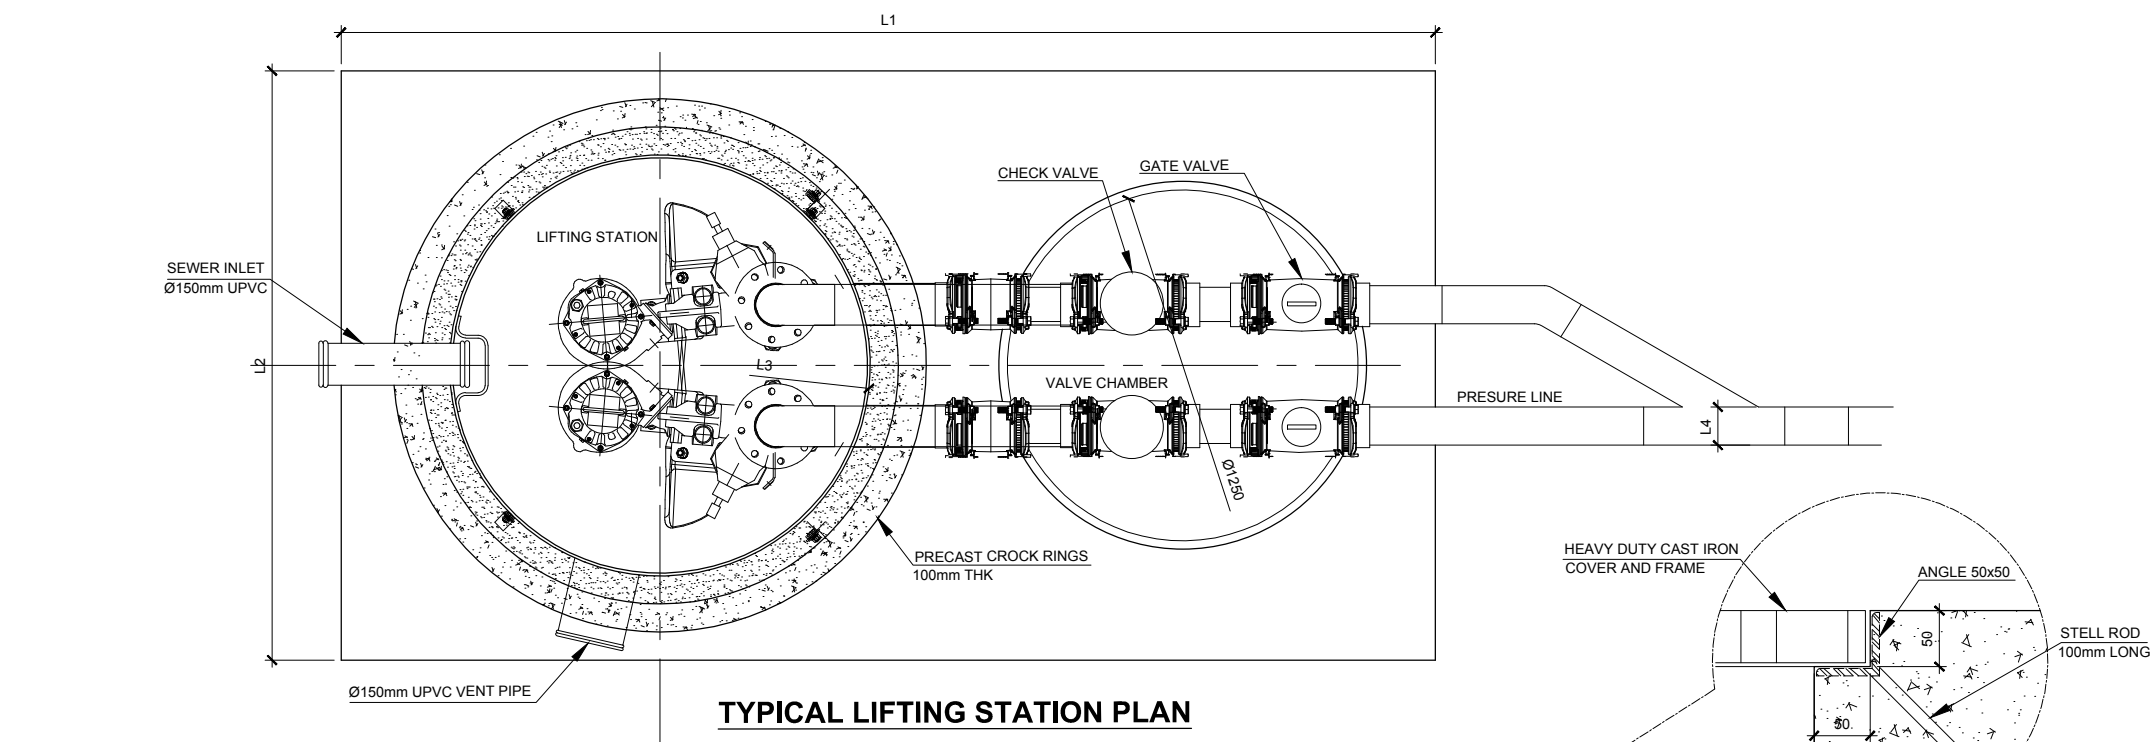 L1
CHECK VALVE
GATE VALVE
LIFTING STATION
SEWER INLET
Ø150mm UPVC
L2
L3
VALVE CHAMBER
PRESURE LINE
L4
Ø1250
PRECAST CROCK RINGS
100mm THK
HEAVY DUTY CAST IRON
COVER AND FRAME
ANGLE 50x50
50
STELL ROD
100mm LONG
50
Ø150mm UPVC VENT PIPE
TYPICAL LIFTING STATION PLAN